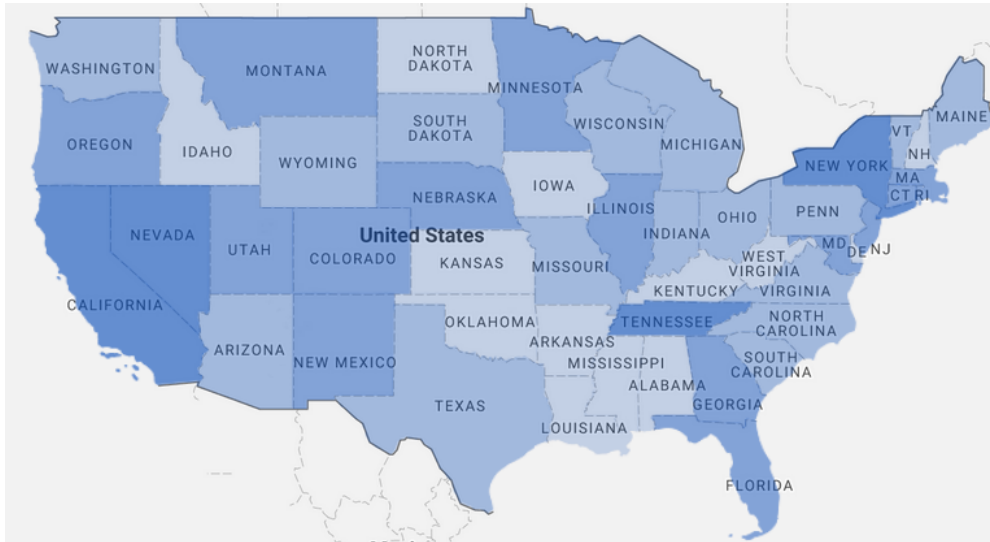 WASHINGTON
MONTANA
NORTH
DAKOTA
MINNESOTA
MAINE
VT
NH
NEW YORK
MA
CT RI
OREGON
IDAHO
WYOMING
SOUTH
DAKOTA
WISCONSIN
MICHIGAN
NEBRASKA
IOWA
ILLINOIS
INDIANA
OHIO
PENN
NEVADA
UTAH
COLORADO
United States
KANSAS
MISSOURI
WEST
VIRGINIA
MD
DE
NJ
KENTUCKY
VIRGINIA
CALIFORNIA
ARIZONA
NEW MEXICO
OKLAHOMA
ARKANSAS
TENNESSEE
NORTH
CAROLINA
MISSISSIPPI
ALABAMA
SOUTH
CAROLINA
GEORGIA
TEXAS
LOUISIANA
FLORIDA